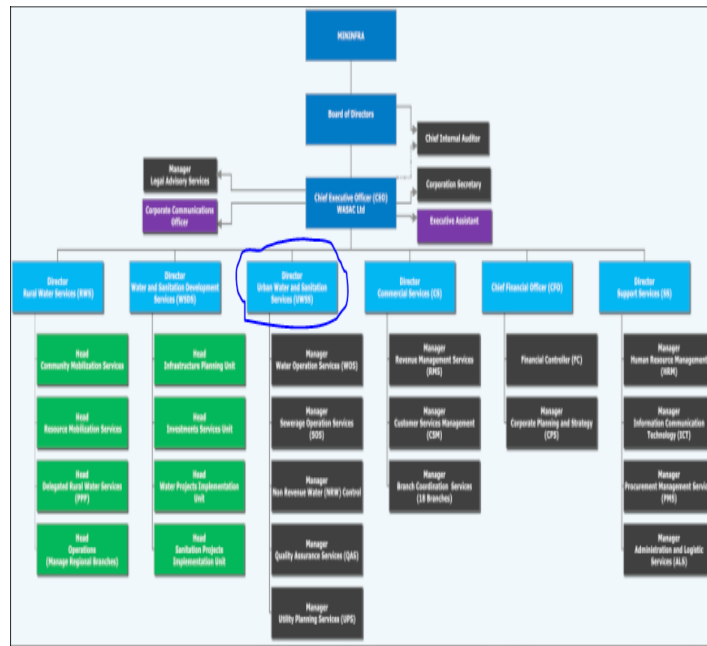 MININFRA
Board of Directors
Chief Internal Auditor
Manager
Legal Advisory Services
Chief Executive Officer (CEO)
WASAC Ltd
Corporation Secretary
Corporate Communications
Officer
Executive Assistant
Director
Rural Water Services (RWS)
Director
Water and Sanitation Development
Services (WSDS)
Director
Urban Water and Sanitation
Services (UWSS)
Director
Commercial Services (CS)
Chief Financial Officer (CFO)
Director
Support Services (SS)
Head
Community Mobilization Services
Head
Resource Mobilization Services
Head
Delegated Rural Water Services
(PPP)
Head
Operations
(Manage Regional Branches)
Head
Infrastructure Planning Unit
Head
Investments Services Unit
Head
Water Projects Implementation
Unit
Head
Sanitation Projects
Implementation Unit
Manager
Water Operation Services (WOS)
Manager
Sewerage Operation Services
(SOS)
Manager
Non Revenue Water (NRW) Control
Manager
Quality Assurance Services (QAS)
Manager
Utility Planning Services (UPS)
Manager
Revenue Management Services
(RMS)
Manager
Customer Services Management
(CSM)
Manager
Branch Coordination Services
(18 Branches)
Financial Controller (FC)
Manager
Corporate Planning and Strategy
(CPS)
Manager
Human Resource Management
(HRM)
Manager
Information Communication
Technology (ICT)
Manager
Procurement Management Servic
(PMS)
Manager
Administration and Logistic
Services (ALS)